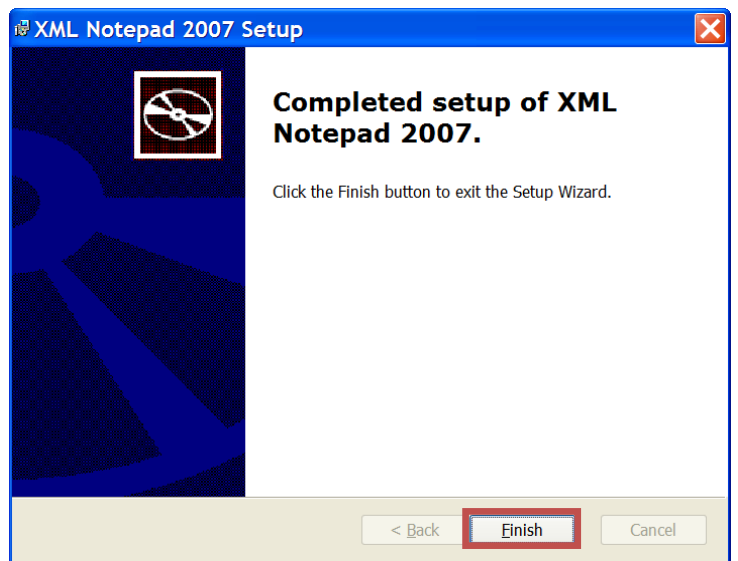 XML Notepad 2007 Setup
Completed setup of XML
Notepad 2007.
Click the Finish button to exit the Setup Wizard.
< Back
Finish
Cancel